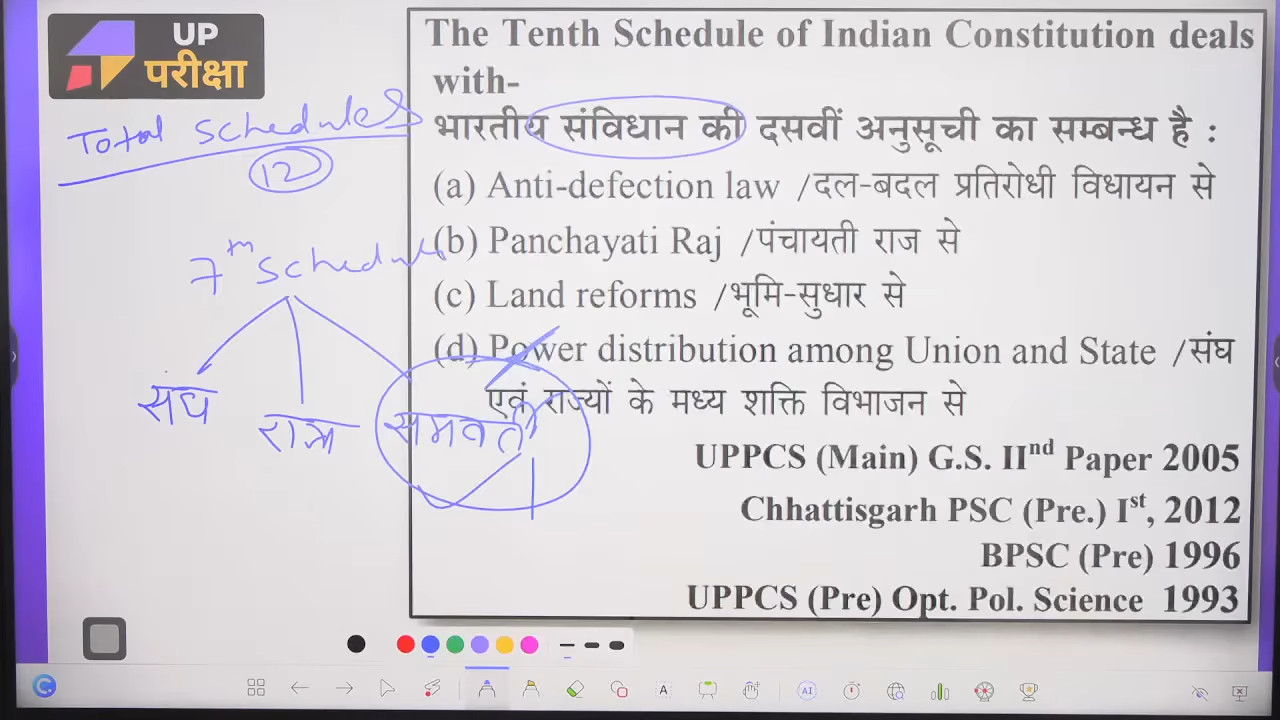 UP
परीक्षा
Total Schedules
12
7th Schedule
संघ
राज्य
समवर्ती
The Tenth Schedule of Indian Constitution deals
with-
भारतीय संविधान की दसवीं अनुसूची का सम्बन्ध है :
(a) Anti-defection law /दल-बदल प्रतिरोधी विधायन से
(b) Panchayati Raj /पंचायती राज से
(c) Land reforms /भूमि-सुधार से
(d) Power distribution among Union and State /संघ
एवं राज्यों के मध्य शक्ति विभाजन से
UPPCS (Main) G.S. IInd Paper 2005
Chhattisgarh PSC (Pre.) Ist, 2012
BPSC (Pre) 1996
UPPCS (Pre) Opt. Pol. Science 1993
A
AI